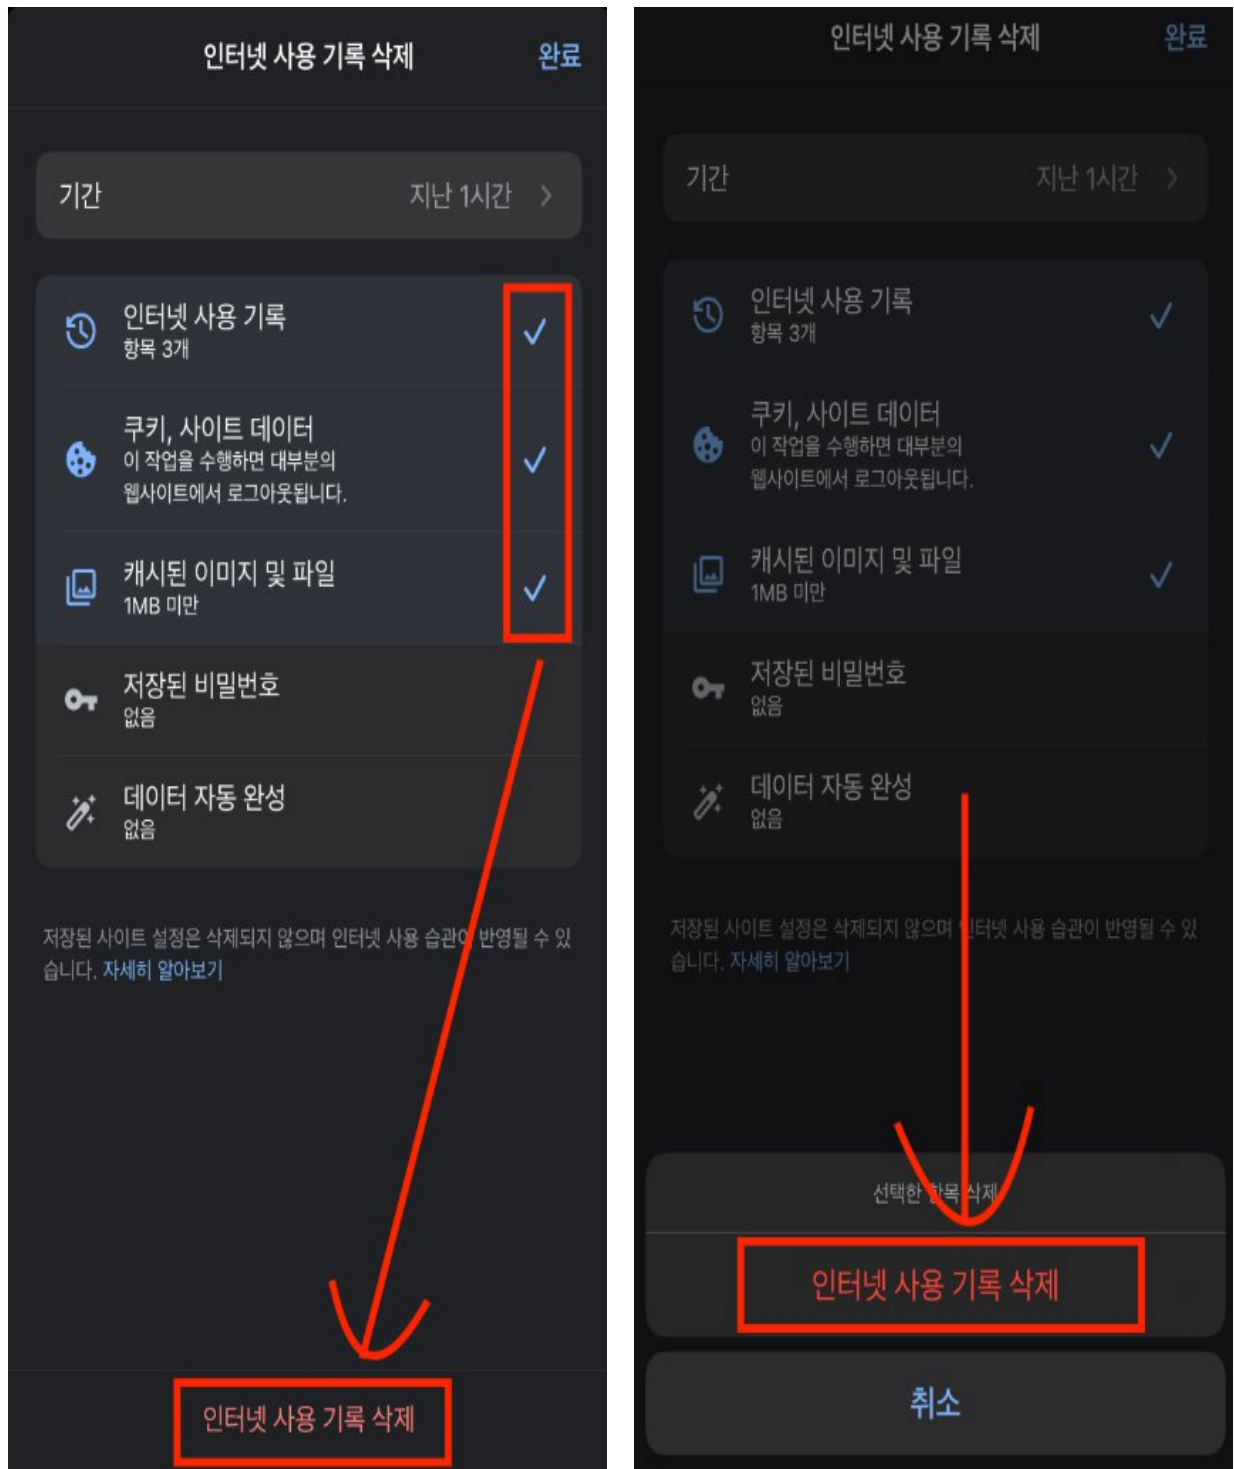 인터넷 사용 기록 삭제
완료
기간
지난 1시간
인터넷 사용 기록
항목 3개
쿠키, 사이트 데이터
이 작업을 수행하면 대부분의
웹사이트에서 로그아웃됩니다.
캐시된 이미지 및 파일
1MB 미만
저장된 비밀번호
없음
데이터 자동 완성
없음
저장된 사이트 설정은 삭제되지 않으며 인터넷 사용 습관이 반영될 수 있
습니다. 자세히 알아보기
인터넷 사용 기록 삭제
인터넷 사용 기록 삭제
완료
기간
지난 1시간
인터넷 사용 기록
항목 3개
쿠키, 사이트 데이터
이 작업을 수행하면 대부분의
웹사이트에서 로그아웃됩니다.
캐시된 이미지 및 파일
1MB 미만
저장된 비밀번호
없음
데이터 자동 완성
없음
저장된 사이트 설정은 삭제되지 않으며 인터넷 사용 습관이 반영될 수 있
습니다. 자세히 알아보기
선택한 항목 삭제
인터넷 사용 기록 삭제
취소